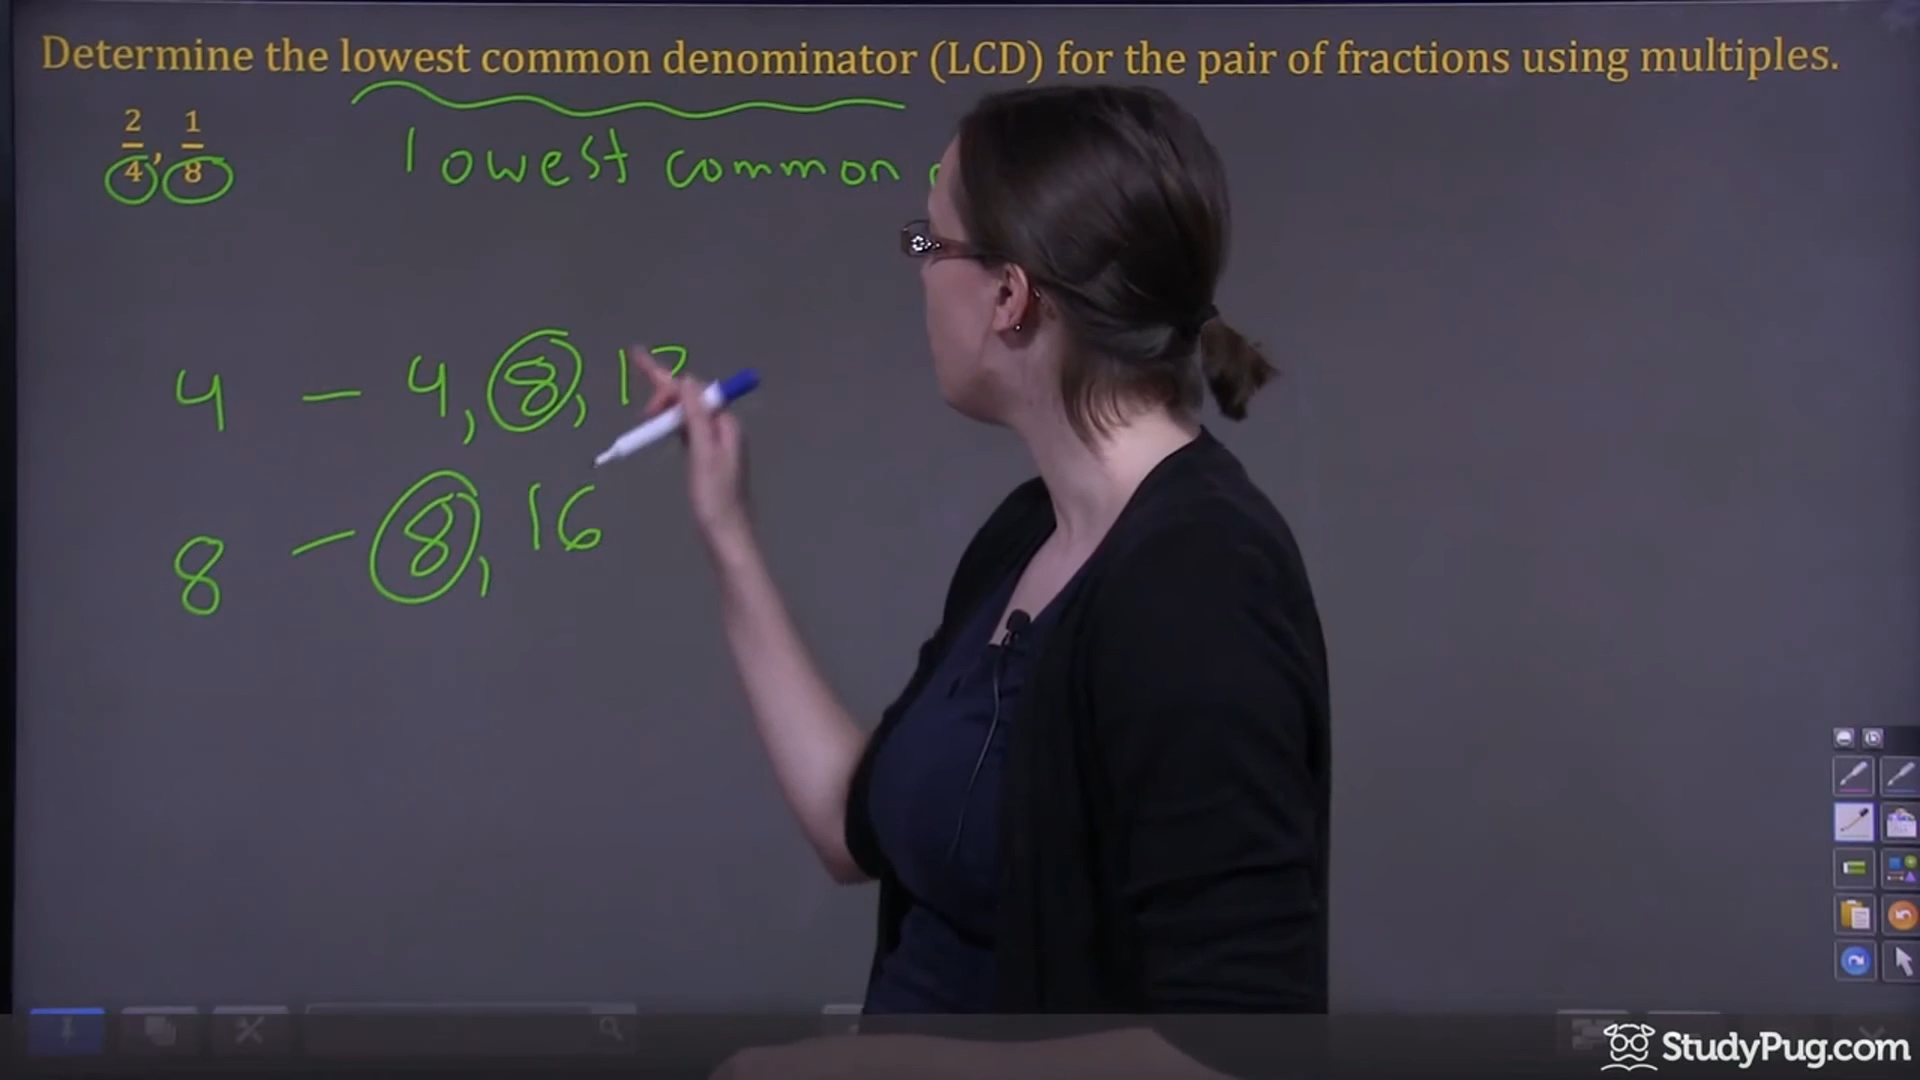 Determine the lowest common denominator (LCD) for the pair of fractions using multiples.
2/4, 1/8
lowest common
4 - 4, 8, 12
8 - 8, 16
StudyPug.com